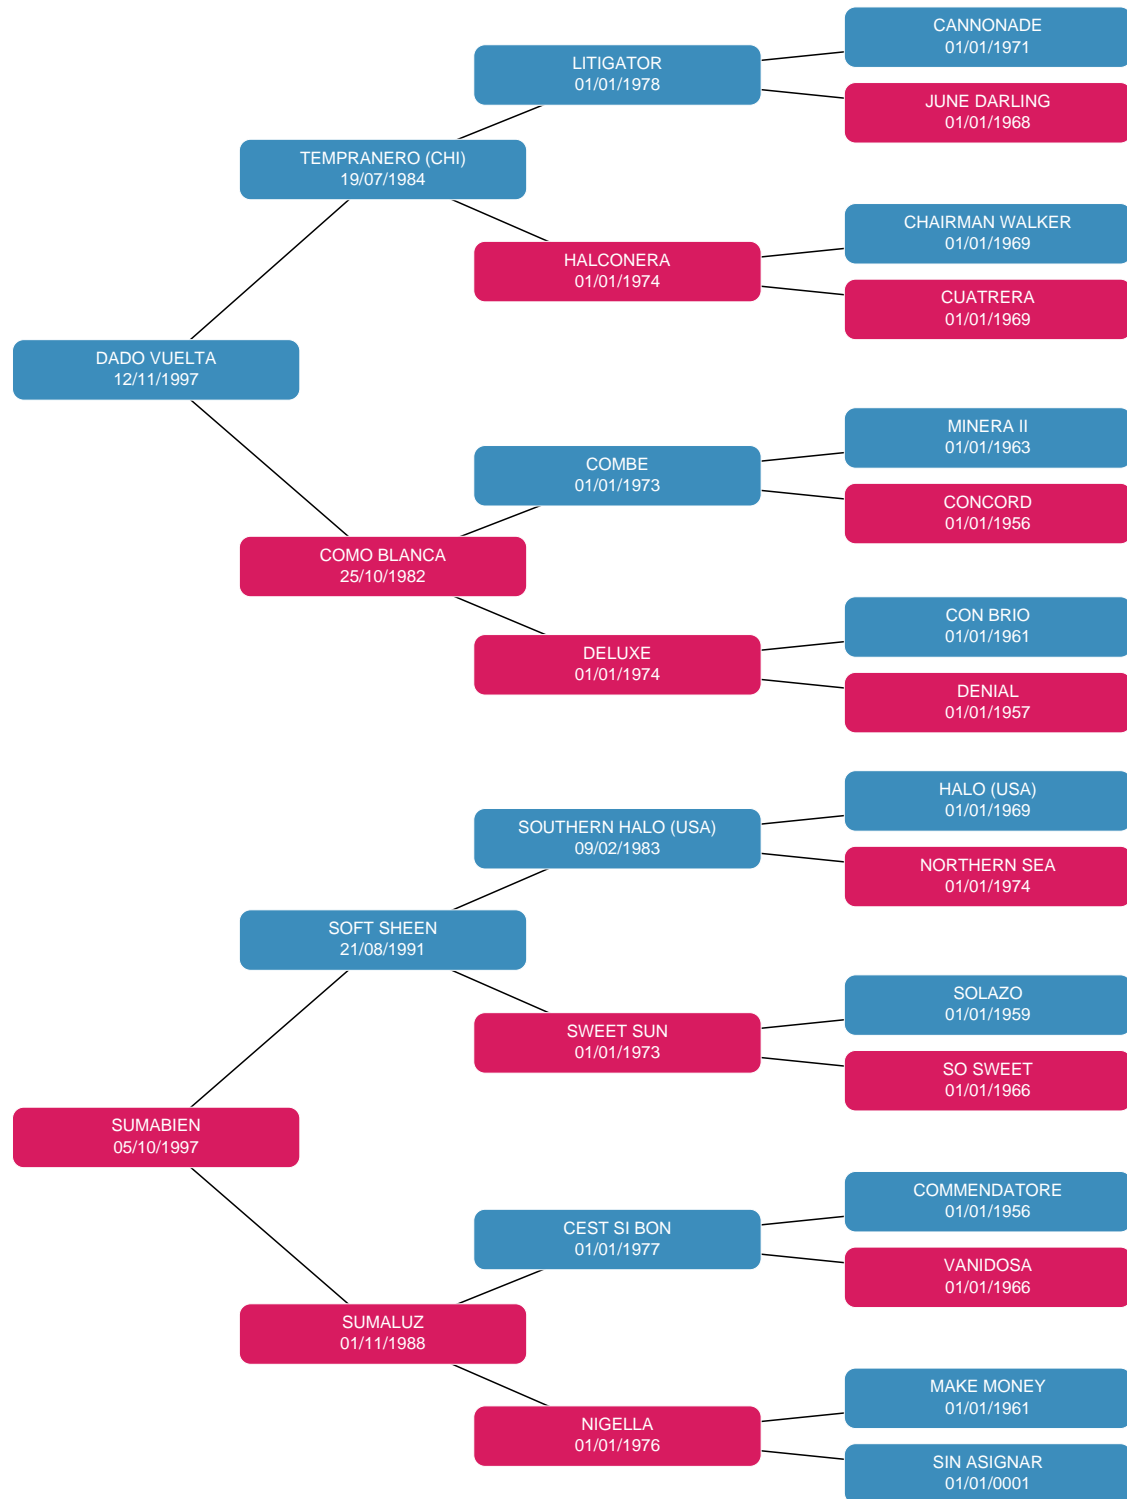 CANNONADE
01/01/1971
LITIGATOR
01/01/1978
JUNE DARLING
01/01/1968
TEMPRANERO (CHI)
19/07/1984
CHAIRMAN WALKER
01/01/1969
HALCONERA
01/01/1974
CUATRERA
01/01/1969
DADO VUELTA
12/11/1997
MINERA II
01/01/1963
COMBE
01/01/1973
CONCORD
01/01/1956
COMO BLANCA
25/10/1982
CON BRIO
01/01/1961
DELUXE
01/01/1974
DENIAL
01/01/1957
HALO (USA)
01/01/1969
SOUTHERN HALO (USA)
09/02/1983
NORTHERN SEA
01/01/1974
SOFT SHEEN
21/08/1991
SOLAZO
01/01/1959
SWEET SUN
01/01/1973
SO SWEET
01/01/1966
SUMABIEN
05/10/1997
COMMENDATORE
01/01/1956
CEST SI BON
01/01/1977
VANIDOSA
01/01/1966
SUMALUZ
01/11/1988
MAKE MONEY
01/01/1961
NIGELLA
01/01/1976
SIN ASIGNAR
01/01/0001